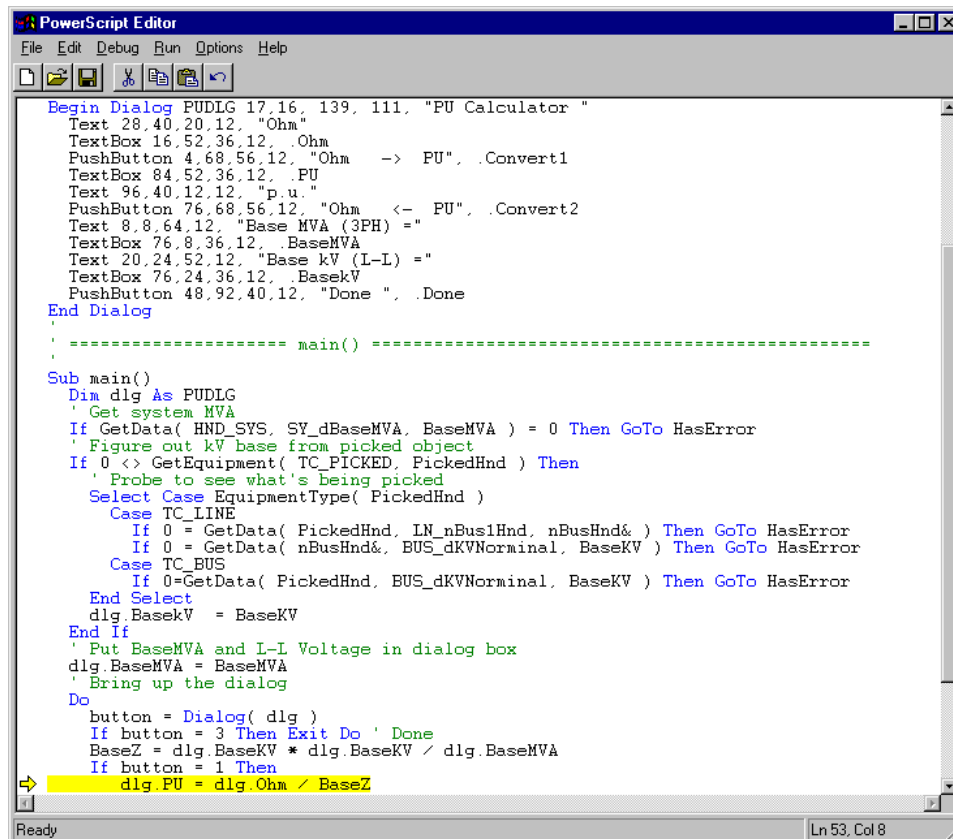 PowerScript Editor
File Edit Debug Run Options Help
Begin Dialog PUDLG 17,16, 139, 111, "PU Calculator "
Text 28,40,20,12, "Ohm"
TextBox 16,52,36,12, .Ohm
PushButton 4,68,56,12, "Ohm -> PU", .Convert1
TextBox 84,52,36,12, .PU
Text 96,40,12,12, "p.u."
PushButton 76,68,56,12, "Ohm <- PU", .Convert2
Text 8,8,64,12, "Base MVA (3PH) ="
TextBox 76,8,36,12, .BaseMVA
Text 20,24,52,12, "Base kV (L-L) ="
TextBox 76,24,36,12, .BasekV
PushButton 48,92,40,12, "Done ", .Done
End Dialog
'
' ===================== main() ================================================
'
Sub main()
Dim dlg As PUDLG
' Get system MVA
If GetData( HND_SYS, SY_dBaseMVA, BaseMVA ) = 0 Then GoTo HasError
' Figure out kV base from picked object
If 0 <> GetEquipment( TC_PICKED, PickedHnd ) Then
' Probe to see what's being picked
Select Case EquipmentType( PickedHnd )
Case TC_LINE
If 0 = GetData( PickedHnd, LN_nBus1Hnd, nBusHnd& ) Then GoTo HasError
If 0 = GetData( nBusHnd&, BUS_dKVNorminal, BaseKV ) Then GoTo HasError
Case TC_BUS
If 0=GetData( PickedHnd, BUS_dKVNorminal, BaseKV ) Then GoTo HasError
End Select
dlg.BasekV = BaseKV
End If
' Put BaseMVA and L-L Voltage in dialog box
dlg.BaseMVA = BaseMVA
' Bring up the dialog
Do
button = Dialog( dlg )
If button = 3 Then Exit Do ' Done
BaseZ = dlg.BaseKV * dlg.BaseKV / dlg.BaseMVA
If button = 1 Then
dlg.PU = dlg.Ohm / BaseZ
Ready Ln 53, Col 8